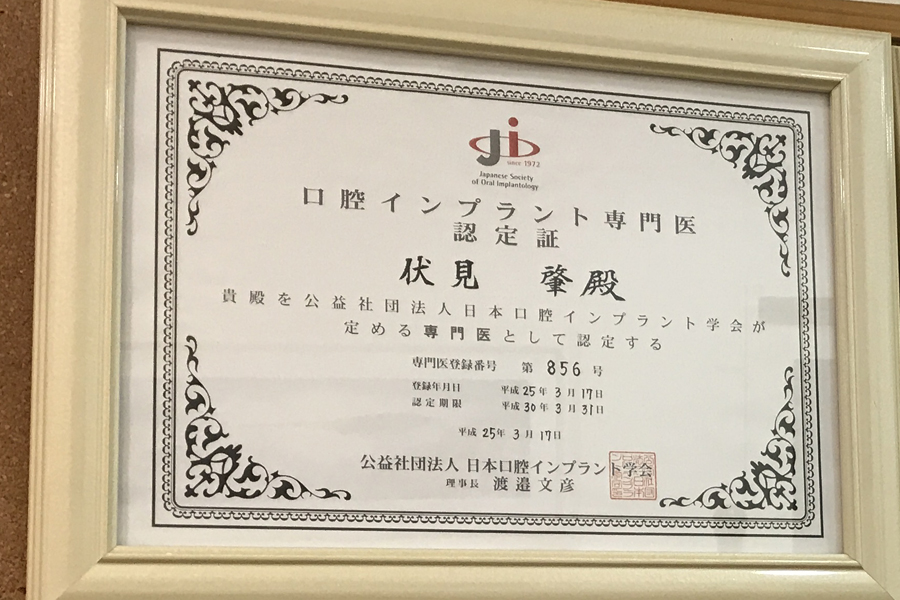 Ji
SINCE 1972
Japanese Society
of Oral Implantology
口腔インプラント専門医
認定証
伏見 肇殿
貴殿を公益社団法人日本口腔インプラント学会が
定める専門医として認定する
専門医登録番号 第 856 号
登録年月日 平成 25 年 3 月 17 日
認定期限 平成 30 年 3 月 31 日
平成 25 年 3 月 17 日
公益社団法人 日本口腔インプラント学会
理事長 渡邉文彦